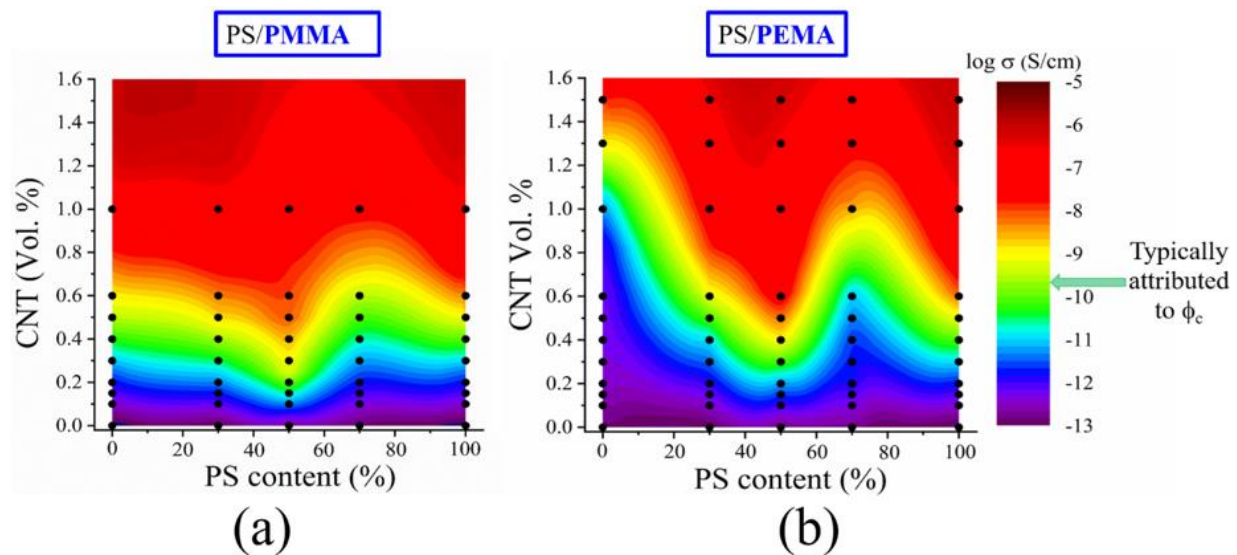 PS/PMMA
PS/PEMA
CNT (Vol. %)
1.6
1.4
1.2
1.0
0.8
0.6
0.4
0.2
0.0
0 20 40 60 80 100
PS content (%)
(a)
CNT Vol. %
1.6
1.4
1.2
1.0
0.8
0.6
0.4
0.2
0.0
0 20 40 60 80 100
PS content (%)
(b)
log σ (S/cm)
-5
-6
-7
-8
-9
-10
-11
-12
-13
Typically
attributed
to ϕc